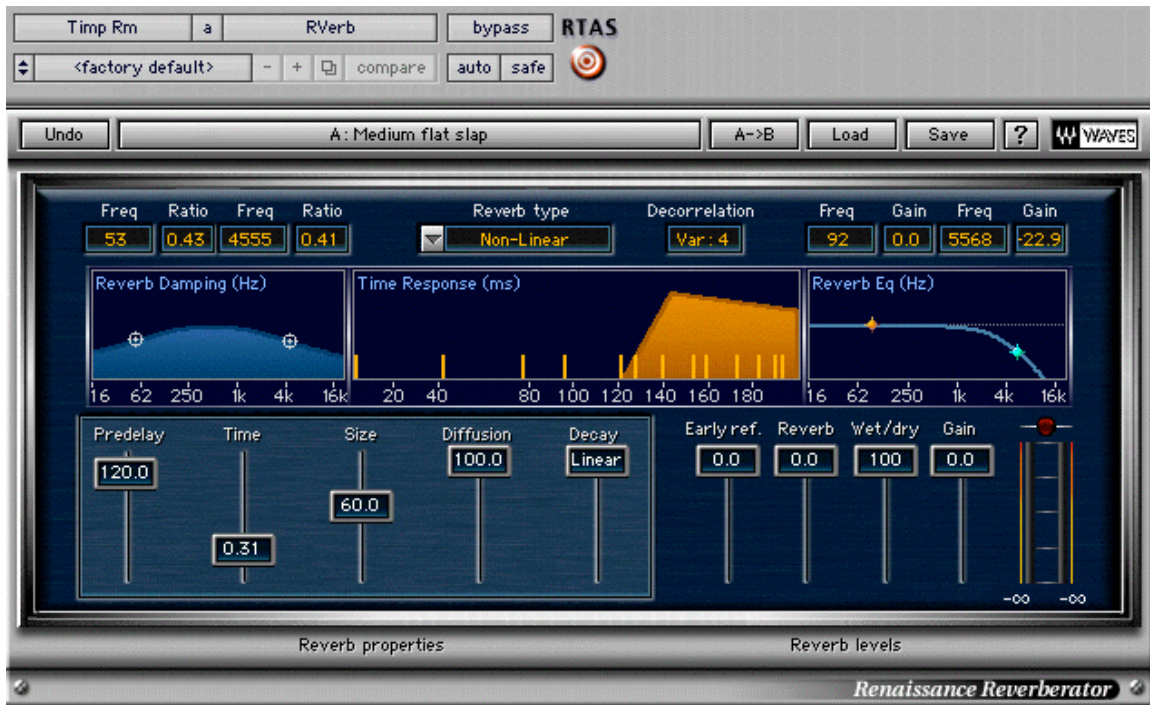 Timp Rm a RVerb bypass RTAS
<factory default> - + compare auto safe
Undo A: Medium flat slap A->B Load Save ? WAVES
Freq Ratio Freq Ratio Reverb type Decorrelation Freq Gain Freq Gain
53 0.43 4555 0.41 Non-Linear Var: 4 92 0.0 5568 -22.9
Reverb Damping (Hz) Time Response (ms) Reverb Eq (Hz)
16 62 250 1k 4k 16k 20 40 80 100 120 140 160 180 16 62 250 1k 4k 16k
Predelay Time Size Diffusion Decay Early ref. Reverb Wet/dry Gain
120.0 0.31 60.0 100.0 Linear 0.0 0.0 100 0.0
-∞ -∞
Reverb properties Reverb levels
Renaissance Reverberator